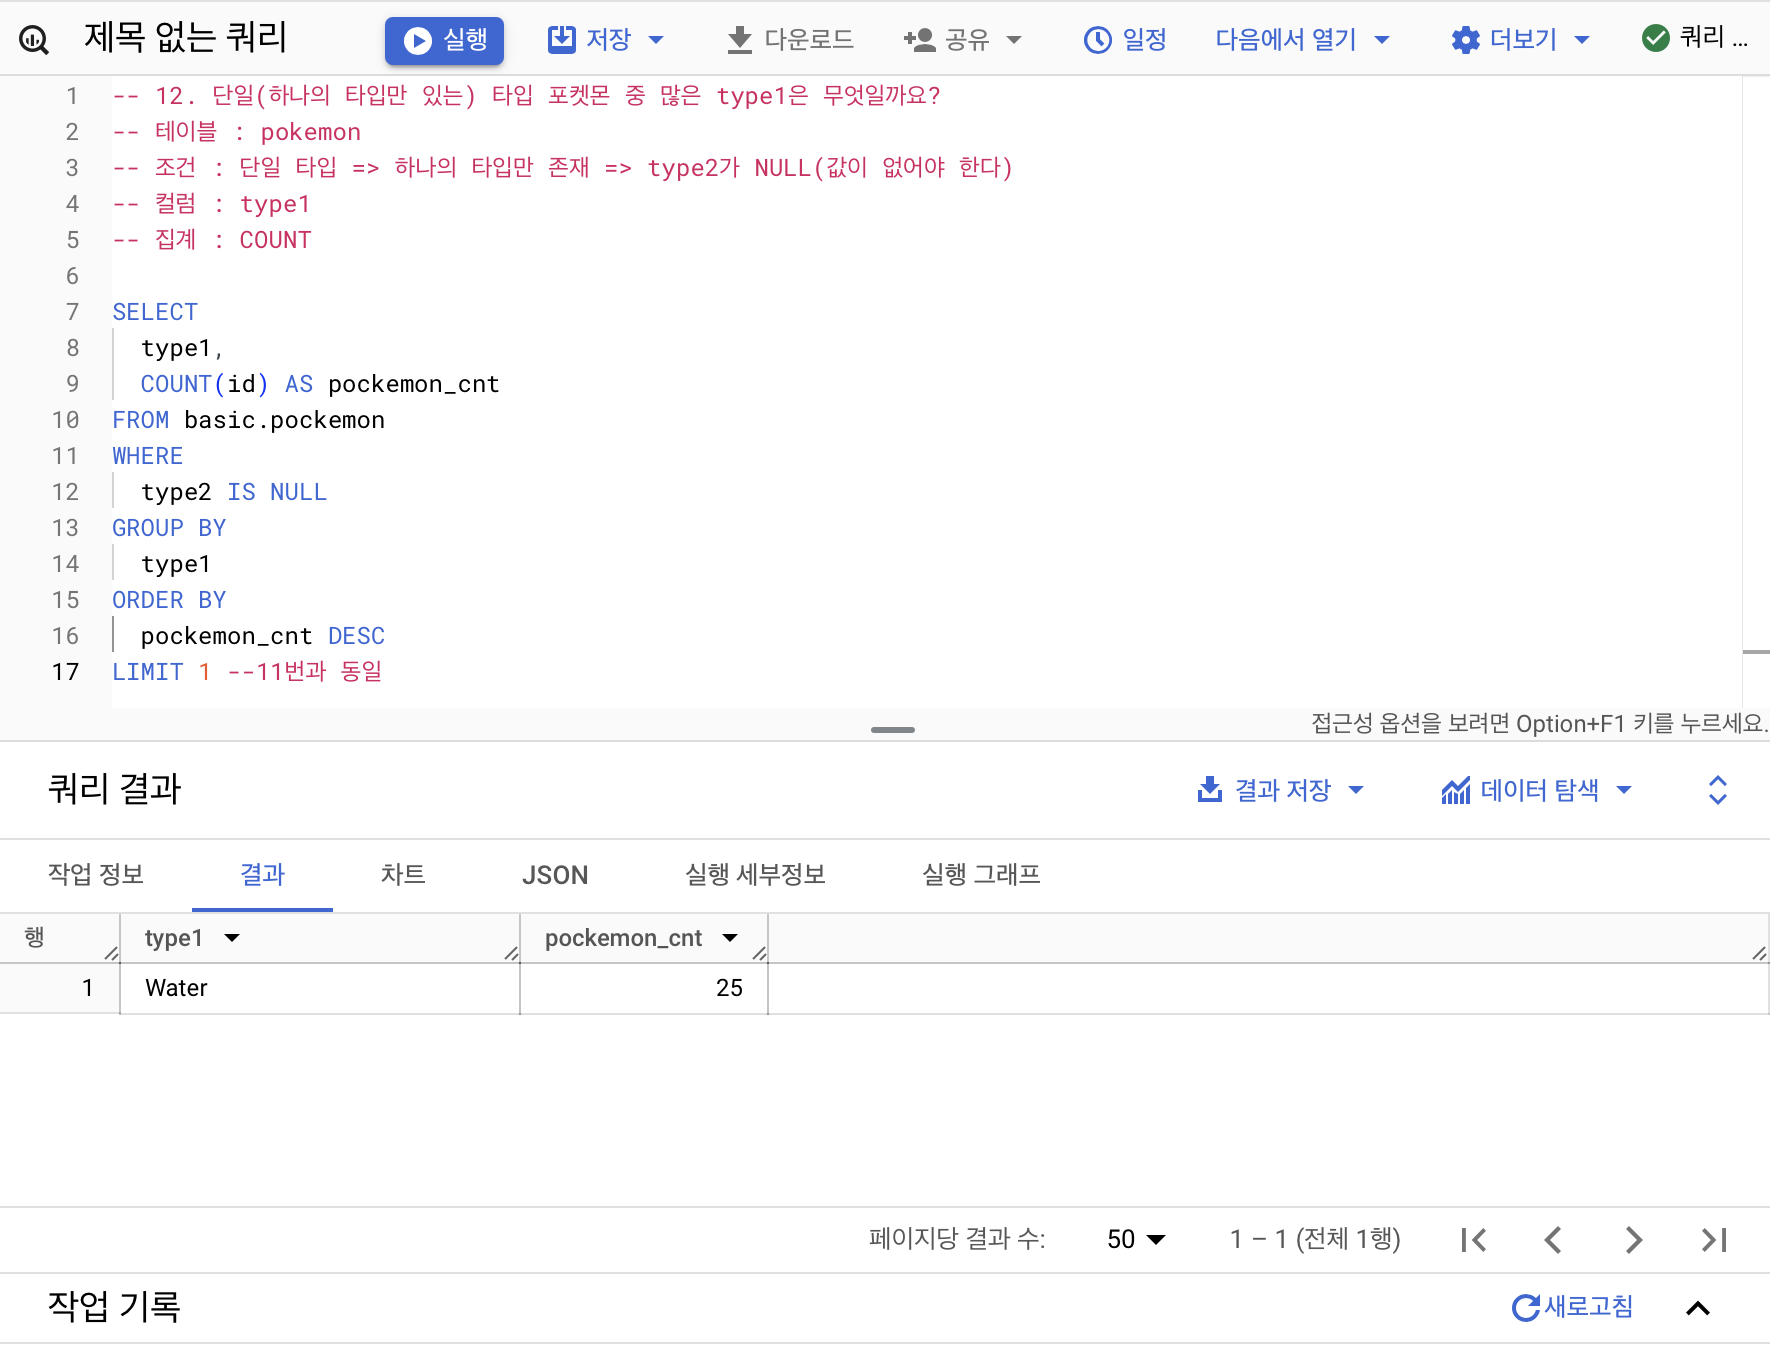 제목 없는 쿼리 실행 저장 다운로드 공유 일정 다음에서 열기 더보기 쿼리 ...
1 -- 12. 단일(하나의 타입만 있는) 타입 포켓몬 중 많은 type1은 무엇일까요?
2 -- 테이블 : pokemon
3 -- 조건 : 단일 타입 => 하나의 타입만 존재 => type2가 NULL(값이 없어야 한다)
4 -- 컬럼 : type1
5 -- 집계 : COUNT
6
7 SELECT
8 type1,
9 COUNT(id) AS pockemon_cnt
10 FROM basic.pockemon
11 WHERE
12 type2 IS NULL
13 GROUP BY
14 type1
15 ORDER BY
16 pockemon_cnt DESC
17 LIMIT 1 --11번과 동일
접근성 옵션을 보려면 Option+F1 키를 누르세요.
쿼리 결과 결과 저장 데이터 탐색
작업 정보 결과 차트 JSON 실행 세부정보 실행 그래프
행 type1 pockemon_cnt
1 Water 25
페이지당 결과 수: 50 1 – 1 (전체 1행)
작업 기록 새로고침